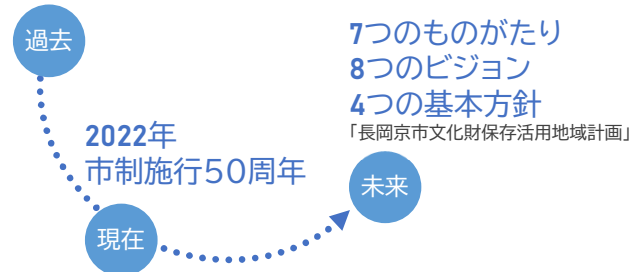 過去
7つのものがたり
8つのビジョン
4つの基本方針
「長岡京市文化財保存活用地域計画」
2022年
市制施行50周年
未来
現在